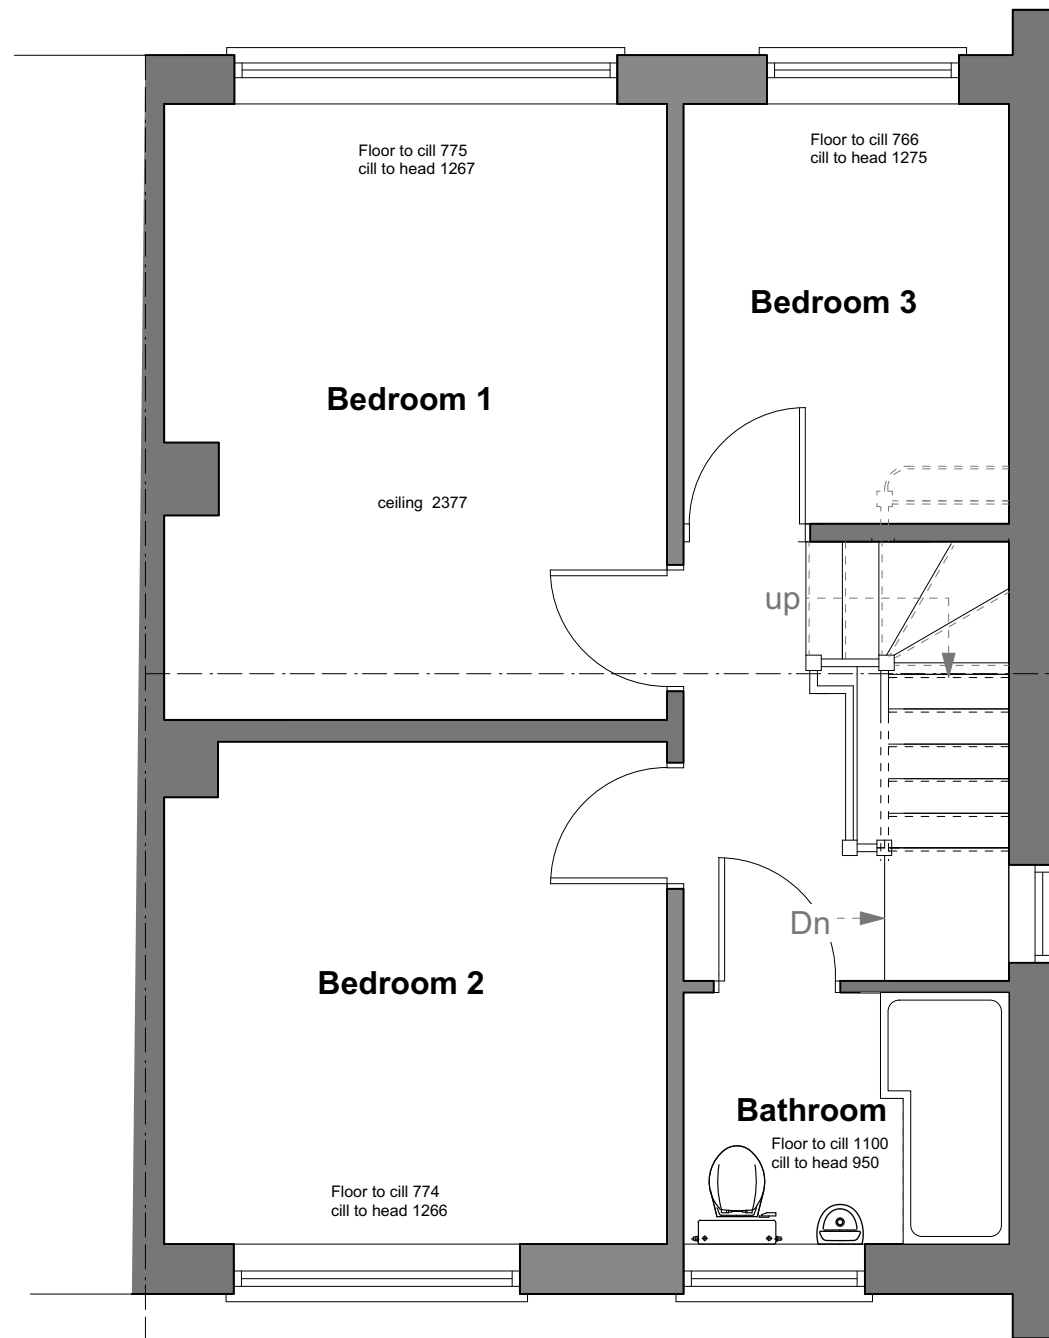 Floor to cill 775
cill to head 1267
Floor to cill 766
cill to head 1275
Bedroom 3
Bedroom 1
ceiling 2377
up
Dn
Bedroom 2
Bathroom
Floor to cill 1100
cill to head 950
Floor to cill 774
cill to head 1266